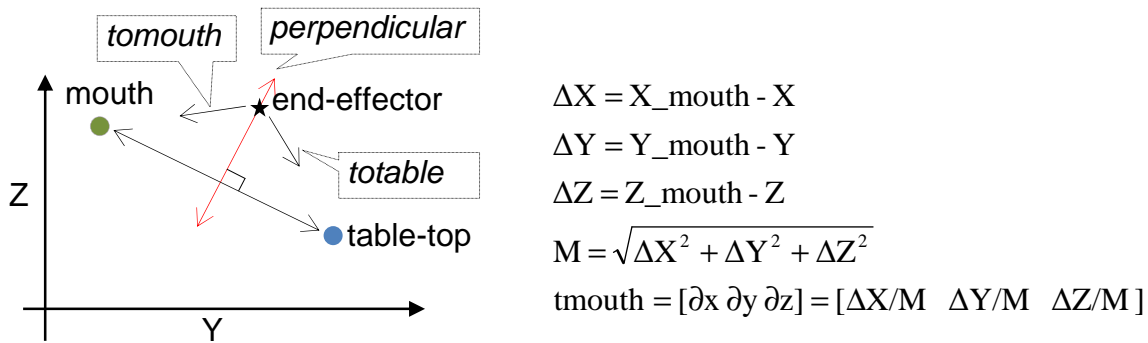 tomouth
perpendicular
mouth
end-effector
totable
Z
table-top
Y
ΔX = X_mouth - X
ΔY = Y_mouth - Y
ΔZ = Z_mouth - Z
M = √(ΔX² + ΔY² + ΔZ²)
tmouth = [∂x ∂y ∂z] = [ΔX/M ΔY/M ΔZ/M]